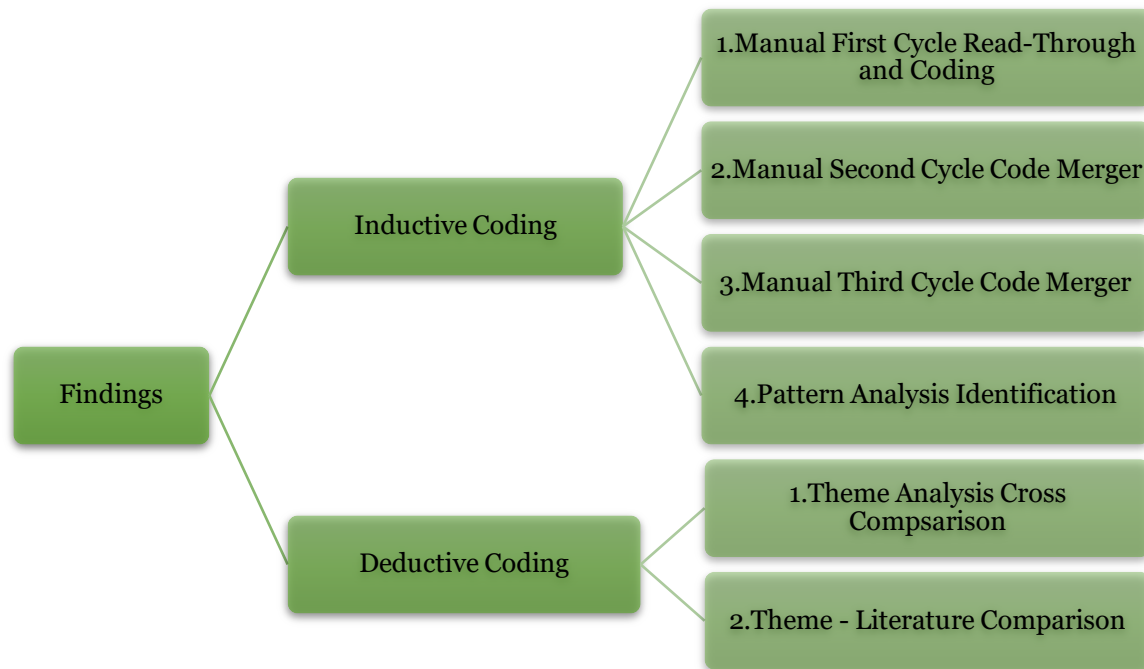 1.Manual First Cycle Read-Through
and Coding
2.Manual Second Cycle Code Merger
Inductive Coding
3.Manual Third Cycle Code Merger
Findings
4.Pattern Analysis Identification
1.Theme Analysis Cross
Compsarison
Deductive Coding
2.Theme - Literature Comparison